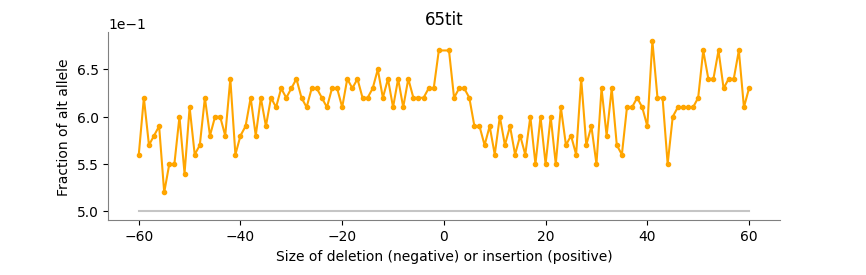 65tit
1e−1
6.5
6.0
5.5
5.0
Fraction of alt allele
−60 −40 −20 0 20 40 60
Size of deletion (negative) or insertion (positive)